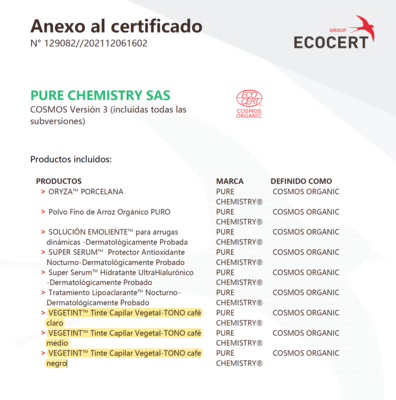 Anexo al certificado
N° 129082//202112061602
GROUP
ECOCERT
PURE CHEMISTRY SAS
COSMOS Versión 3 (incluidas todas las
subversiones)
ECO
CERT
COSMOS
ORGANIC
Productos incluidos:
PRODUCTOS MARCA DEFINIDO COMO
> ORYZA™ PORCELANA PURE COSMOS ORGANIC
CHEMISTRY®
> Polvo Fino de Arroz Orgánico PURO PURE COSMOS ORGANIC
CHEMISTRY®
> SOLUCIÓN EMOLIENTE™ para arrugas PURE COSMOS ORGANIC
dinámicas -Dermatológicamente Probada CHEMISTRY®
> SUPER SERUM™ Protector Antioxidante PURE COSMOS ORGANIC
Nocturno-Dermatológicamente Probado CHEMISTRY®
> Super Serum™ Hidratante UltraHialurónico PURE COSMOS ORGANIC
-Dermatológicamente Probado CHEMISTRY®
> Tratamiento Lipoaclarante™ Nocturno- PURE COSMOS ORGANIC
Dermatológicamente Probado CHEMISTRY®
> VEGETINT™ Tinte Capilar Vegetal-TONO café PURE COSMOS ORGANIC
claro CHEMISTRY®
> VEGETINT™ Tinte Capilar Vegetal-TONO café PURE COSMOS ORGANIC
medio CHEMISTRY®
> VEGETINT™ Tinte Capilar Vegetal-TONO cafe PURE COSMOS ORGANIC
negro CHEMISTRY®